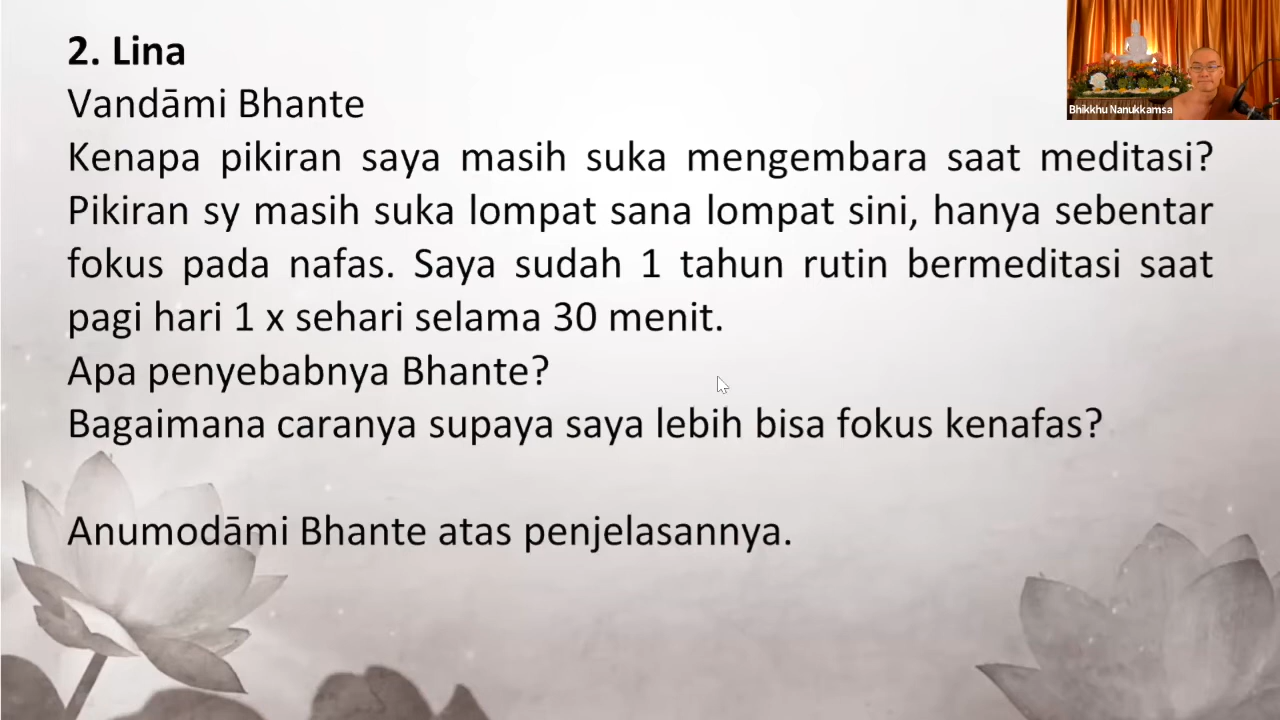 2. Lina
Vandāmi Bhante
Kenapa pikiran saya masih suka mengembara saat meditasi?
Pikiran sy masih suka lompat sana lompat sini, hanya sebentar
fokus pada nafas. Saya sudah 1 tahun rutin bermeditasi saat
pagi hari 1 x sehari selama 30 menit.
Apa penyebabnya Bhante?
Bagaimana caranya supaya saya lebih bisa fokus kenafas?
Anumodāmi Bhante atas penjelasannya.
Bhikkhu Nanukkamsa